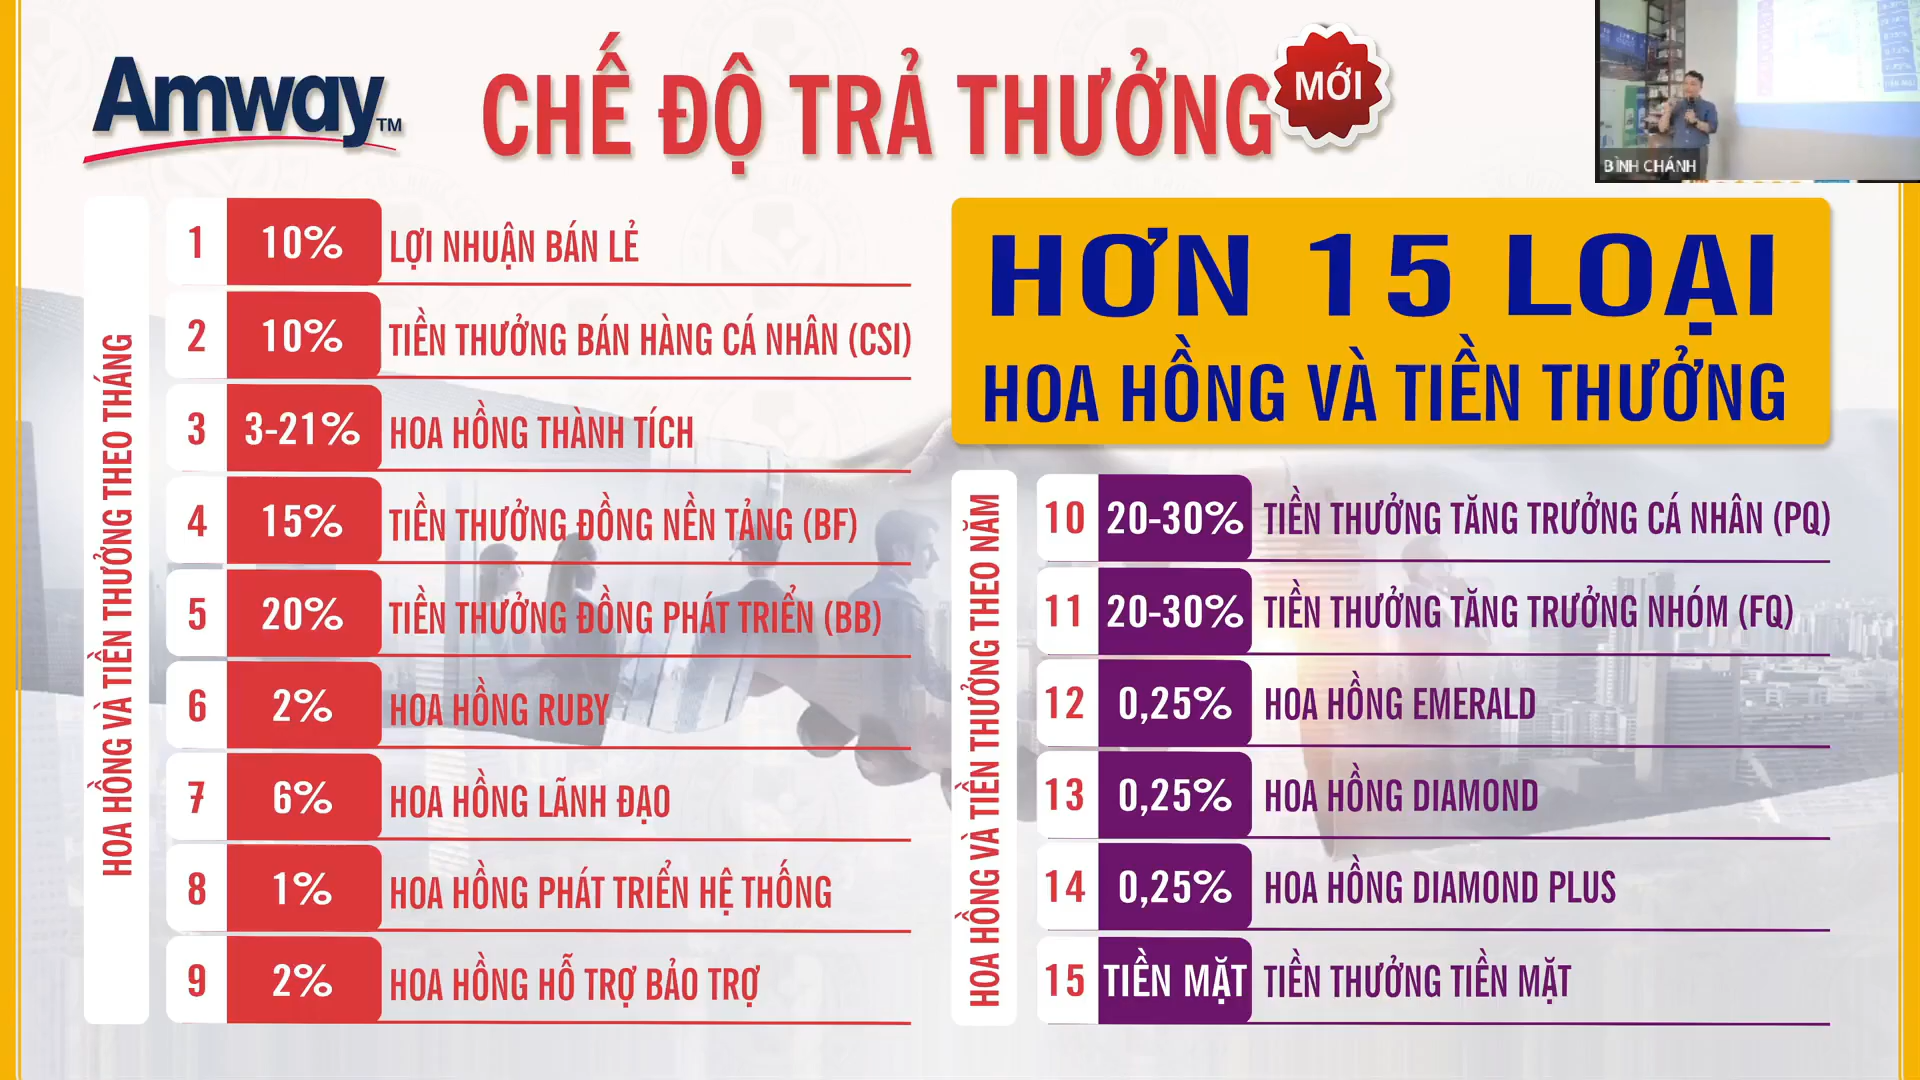 Amway™
CHẾ ĐỘ TRẢ THƯỞNG
MỚI
BÌNH CHÁNH
HOA HỒNG VÀ TIỀN THƯỞNG THEO THÁNG
1 10% LỢI NHUẬN BÁN LẺ
2 10% TIỀN THƯỞNG BÁN HÀNG CÁ NHÂN (CSI)
3 3-21% HOA HỒNG THÀNH TÍCH
4 15% TIỀN THƯỞNG ĐỒNG NỀN TẢNG (BF)
5 20% TIỀN THƯỞNG ĐỒNG PHÁT TRIỂN (BB)
6 2% HOA HỒNG RUBY
7 6% HOA HỒNG LÃNH ĐẠO
8 1% HOA HỒNG PHÁT TRIỂN HỆ THỐNG
9 2% HOA HỒNG HỖ TRỢ BẢO TRỢ
HƠN 15 LOẠI
HOA HỒNG VÀ TIỀN THƯỞNG
HOA HỒNG VÀ TIỀN THƯỞNG THEO NĂM
10 20-30% TIỀN THƯỞNG TĂNG TRƯỞNG CÁ NHÂN (PQ)
11 20-30% TIỀN THƯỞNG TĂNG TRƯỞNG NHÓM (FQ)
12 0,25% HOA HỒNG EMERALD
13 0,25% HOA HỒNG DIAMOND
14 0,25% HOA HỒNG DIAMOND PLUS
15 TIỀN MẶT TIỀN THƯỞNG TIỀN MẶT